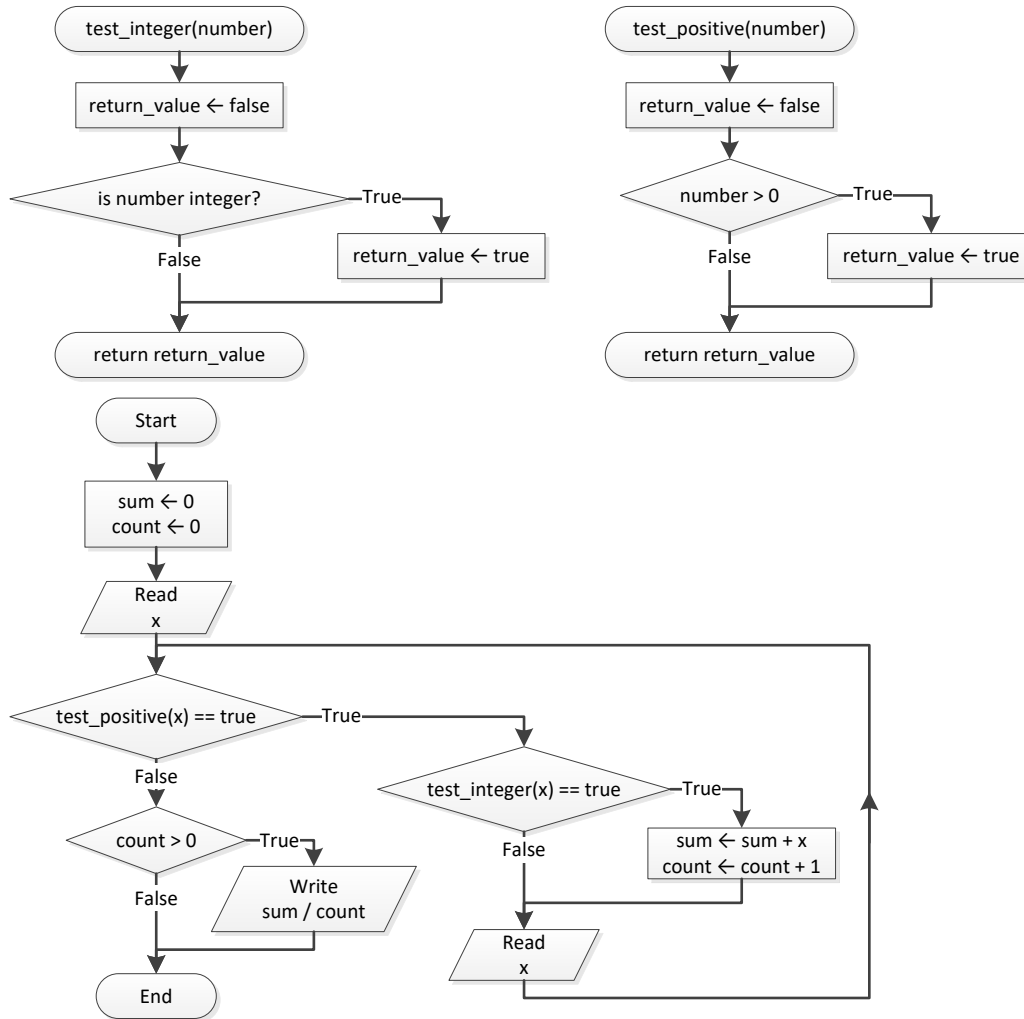 test_integer(number)
return_value ← false
is number integer?
True
False
return_value ← true
return return_value
test_positive(number)
return_value ← false
number > 0
True
False
return_value ← true
return return_value
Start
sum ← 0
count ← 0
Read
x
test_positive(x) == true
True
False
test_integer(x) == true
True
False
sum ← sum + x
count ← count + 1
Read
x
count > 0
True
False
Write
sum / count
End